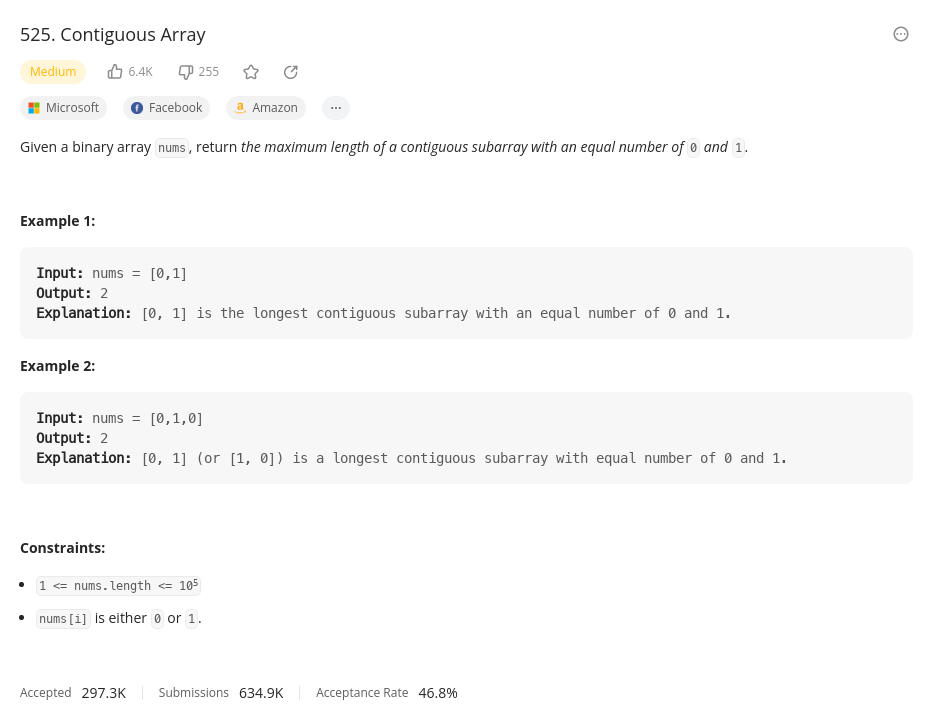 525. Contiguous Array
Medium 6.4K 255
Microsoft Facebook Amazon ...
Given a binary array nums, return the maximum length of a contiguous subarray with an equal number of 0 and 1.
Example 1:
Input: nums = [0,1]
Output: 2
Explanation: [0, 1] is the longest contiguous subarray with an equal number of 0 and 1.
Example 2:
Input: nums = [0,1,0]
Output: 2
Explanation: [0, 1] (or [1, 0]) is a longest contiguous subarray with equal number of 0 and 1.
Constraints:
• 1 <= nums.length <= 10⁵
• nums[i] is either 0 or 1.
Accepted 297.3K Submissions 634.9K Acceptance Rate 46.8%